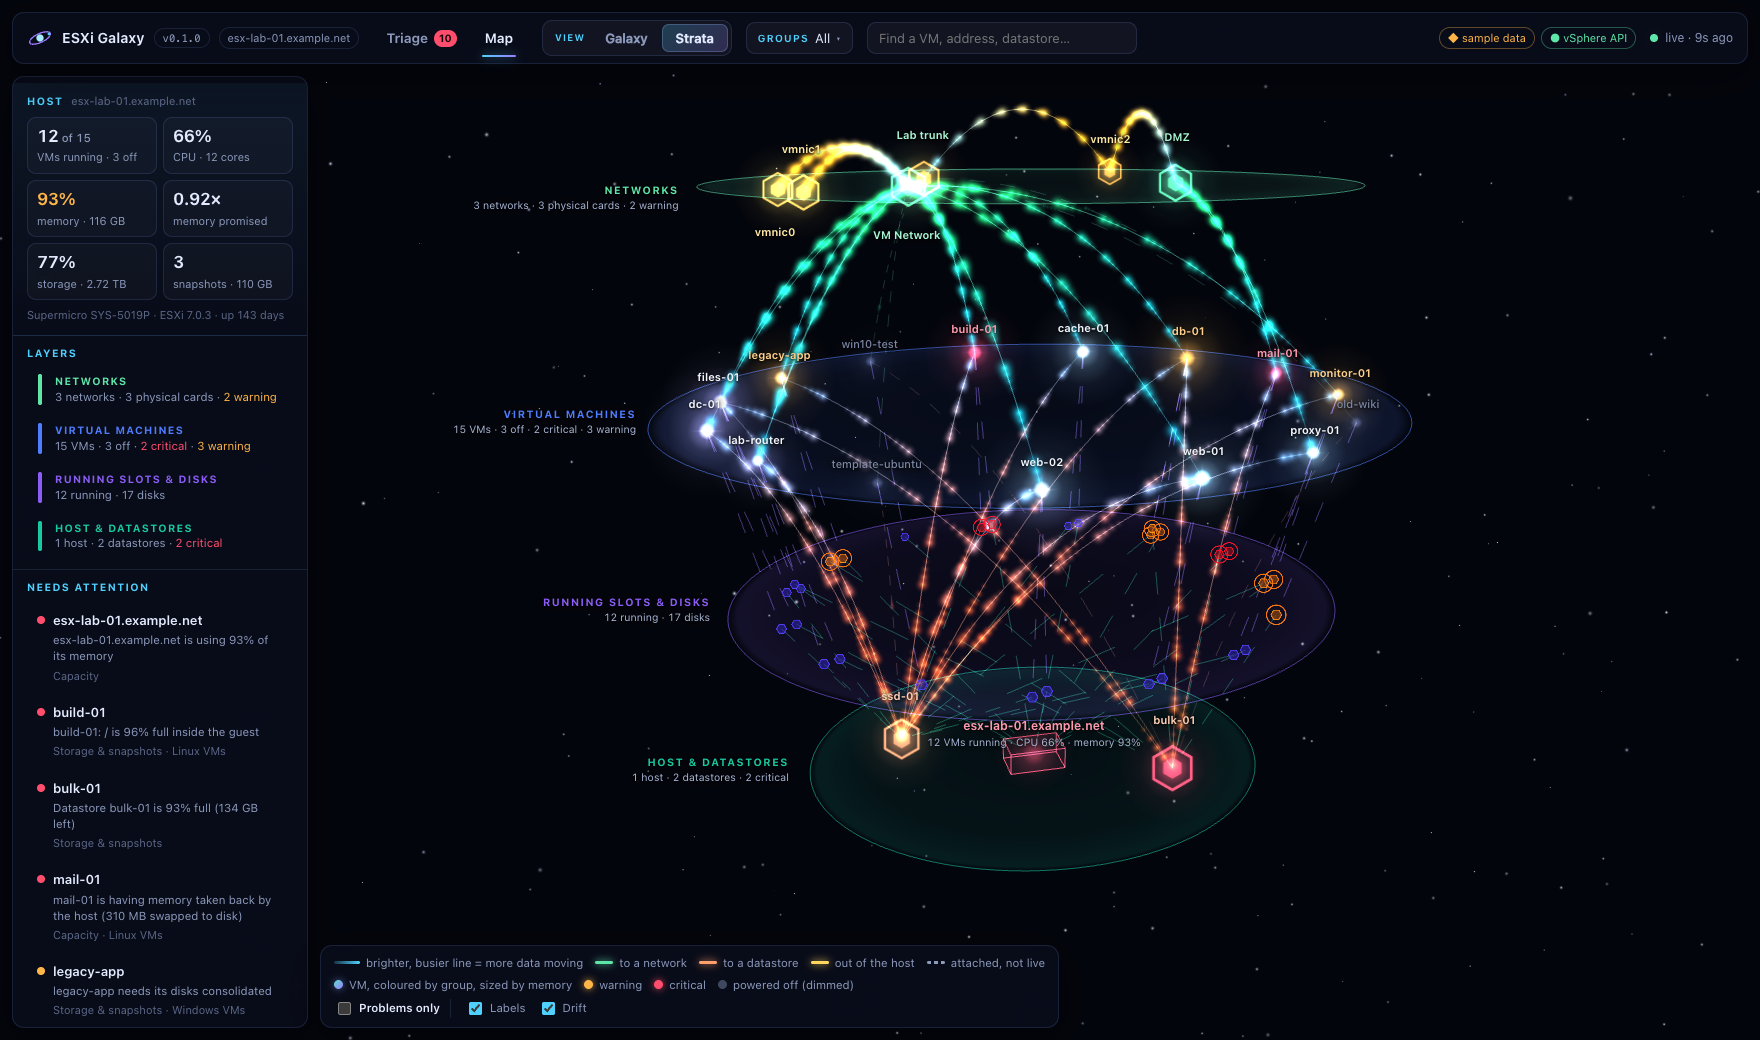 ESXi Galaxy v0.1.0 esx-lab-01.example.net Triage 10 Map VIEW Galaxy Strata GROUPS All Find a VM, address, datastore... sample data vSphere API live · 9s ago
HOST esx-lab-01.example.net
12 of 15
VMs running · 3 off
66%
CPU · 12 cores
93%
memory · 116 GB
0.92×
memory promised
77%
storage · 2.72 TB
3
snapshots · 110 GB
Supermicro SYS-5019P · ESXi 7.0.3 · up 143 days
LAYERS
NETWORKS
3 networks · 3 physical cards · 2 warning
VIRTUAL MACHINES
15 VMs · 3 off · 2 critical · 3 warning
RUNNING SLOTS & DISKS
12 running · 17 disks
HOST & DATASTORES
1 host · 2 datastores · 2 critical
NEEDS ATTENTION
esx-lab-01.example.net
esx-lab-01.example.net is using 93% of
its memory
Capacity
build-01
build-01: / is 96% full inside the guest
Storage & snapshots · Linux VMs
bulk-01
Datastore bulk-01 is 93% full (134 GB
left)
Storage & snapshots
mail-01
mail-01 is having memory taken back by
the host (310 MB swapped to disk)
Capacity · Linux VMs
legacy-app
legacy-app needs its disks consolidated
Storage & snapshots · Windows VMs
Lab trunk
vmnic2
DMZ
vmnic1
NETWORKS
3 networks · 3 physical cards · 2 warning
vmnic0
VM Network
build-01
cache-01
db-01
win10-test
legacy-app
mail-01
files-01
monitor-01
dc-01
old-wiki
VIRTUAL MACHINES
15 VMs · 3 off · 2 critical · 3 warning
lab-router
proxy-01
web-01
template-ubuntu
web-02
RUNNING SLOTS & DISKS
12 running · 17 disks
ssd-01
bulk-01
esx-lab-01.example.net
12 VMs running · CPU 66% · memory 93%
HOST & DATASTORES
1 host · 2 datastores · 2 critical
brighter, busier line = more data moving to a network to a datastore out of the host attached, not live
VM, coloured by group, sized by memory warning critical powered off (dimmed)
Problems only Labels Drift